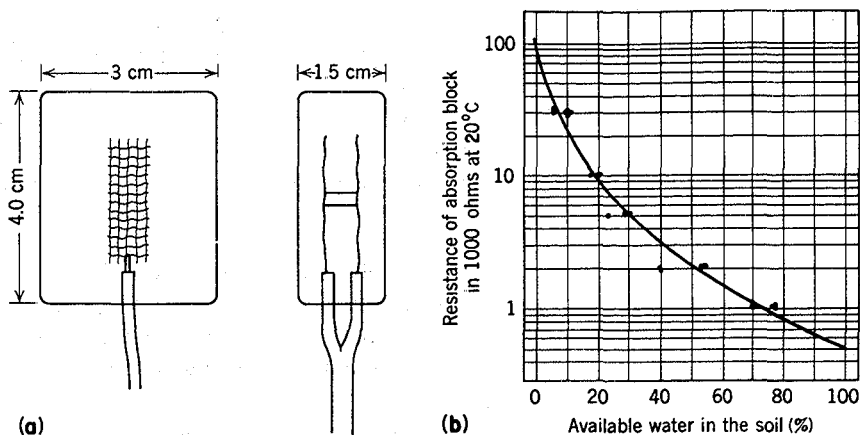 3 cm
4.0 cm
1.5 cm
(a)
Resistance of absorption block
in 1000 ohms at 20°C
100
10
1
0 20 40 60 80 100
Available water in the soil (%)
(b)